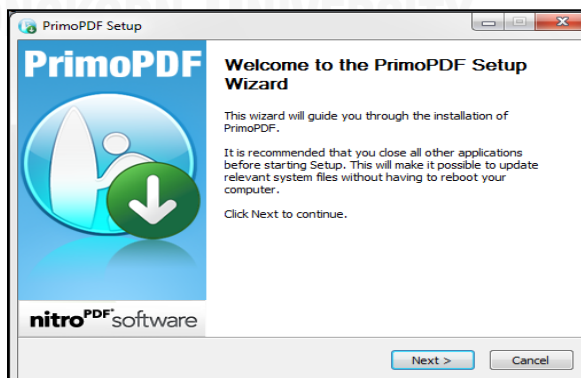 PrimoPDF Setup
PrimoPDF
Welcome to the PrimoPDF Setup
Wizard
This wizard will guide you through the installation of
PrimoPDF.
It is recommended that you close all other applications
before starting Setup. This will make it possible to update
relevant system files without having to reboot your
computer.
Click Next to continue.
nitroPDF software
Next >
Cancel